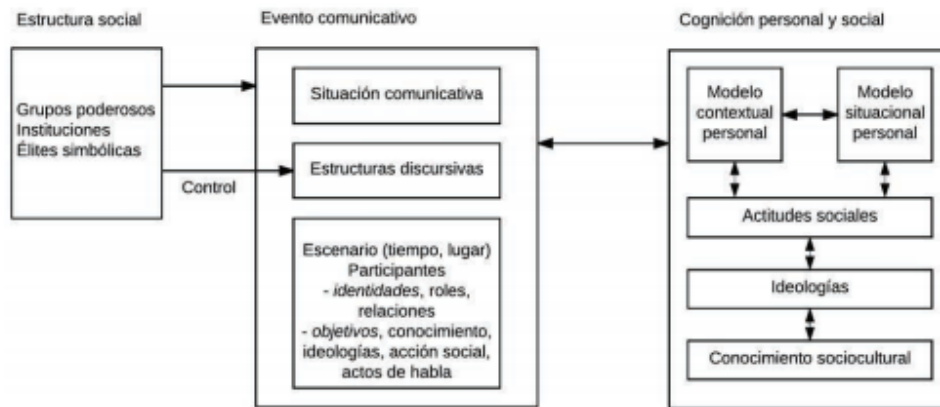 Estructura social
Grupos poderosos
Instituciones
Élites simbólicas
Control
Evento comunicativo
Situación comunicativa
Estructuras discursivas
Escenario (tiempo, lugar)
Participantes
- identidades, roles,
relaciones
- objetivos, conocimiento,
ideologías, acción social,
actos de habla
Cognición personal y social
Modelo
contextual
personal
Modelo
situacional
personal
Actitudes sociales
Ideologías
Conocimiento sociocultural